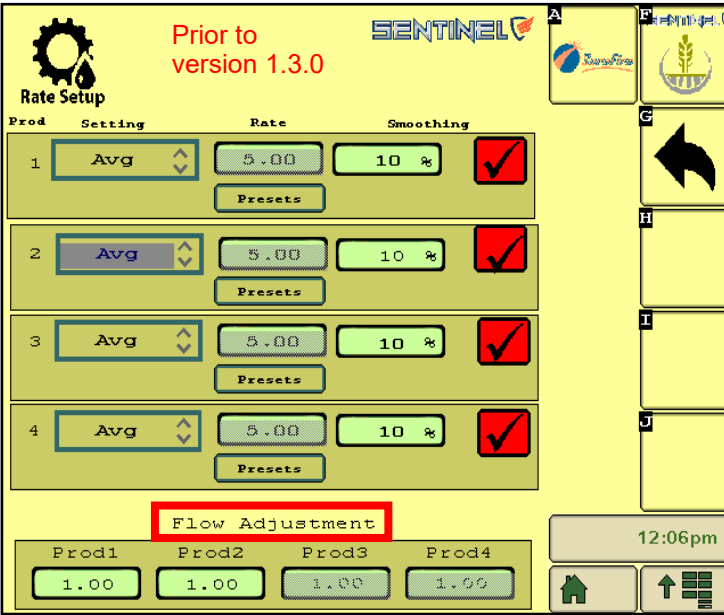 Prior to
version 1.3.0
SENTINEL
Rate Setup
Prod Setting Rate Smoothing
1 Avg 5.00 10 %
Presets
2 Avg 5.00 10 %
Presets
3 Avg 5.00 10 %
Presets
4 Avg 5.00 10 %
Presets
Flow Adjustment
Prod1 Prod2 Prod3 Prod4
1.00 1.00 1.00 1.00
A
Surefire
F
SENTINEL
G
H
I
J
12:06pm